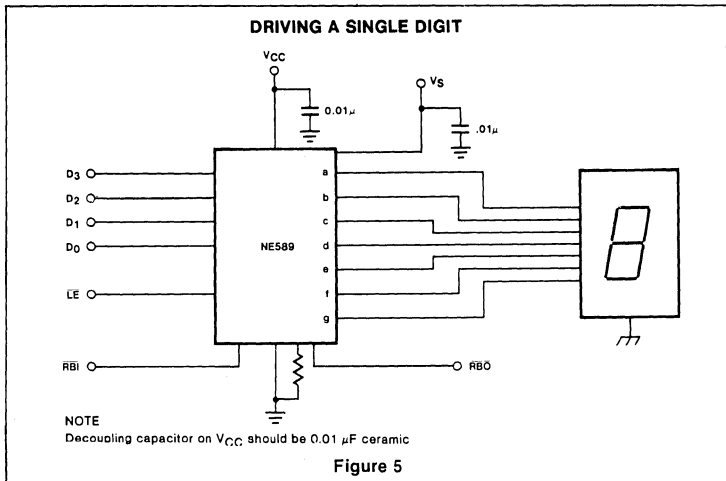 DRIVING A SINGLE DIGIT
VCC
VS
0.01μ
.01μ
D3
D2
D1
D0
LE
RBI
NE589
a
b
c
d
e
f
g
RBO
NOTE
Decoupling capacitor on VCC should be 0.01 μF ceramic
Figure 5